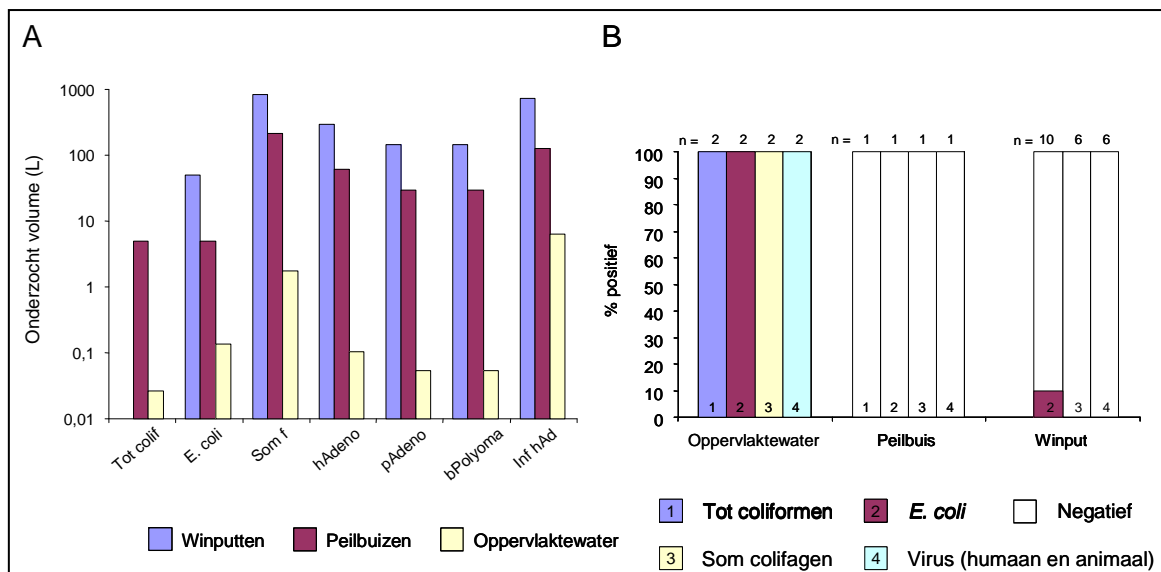 A
Onderzocht volume (L)
1000
100
10
1
0,1
0,01
Tot colif
E. coli
Som f
hAdeno
pAdeno
bPolyoma
Inf hAd
Winputten
Peilbuizen
Oppervlaktewater
B
n = 2 2 2 2
n = 1 1 1 1
n = 10 6 6
% positief
100
90
80
70
60
50
40
30
20
10
0
1 2 3 4
1 2 3 4
2 3 4
Oppervlaktewater
Peilbuis
Winput
1 Tot coliformen
2 E. coli
Negatief
3 Som colifagen
4 Virus (humaan en animaal)